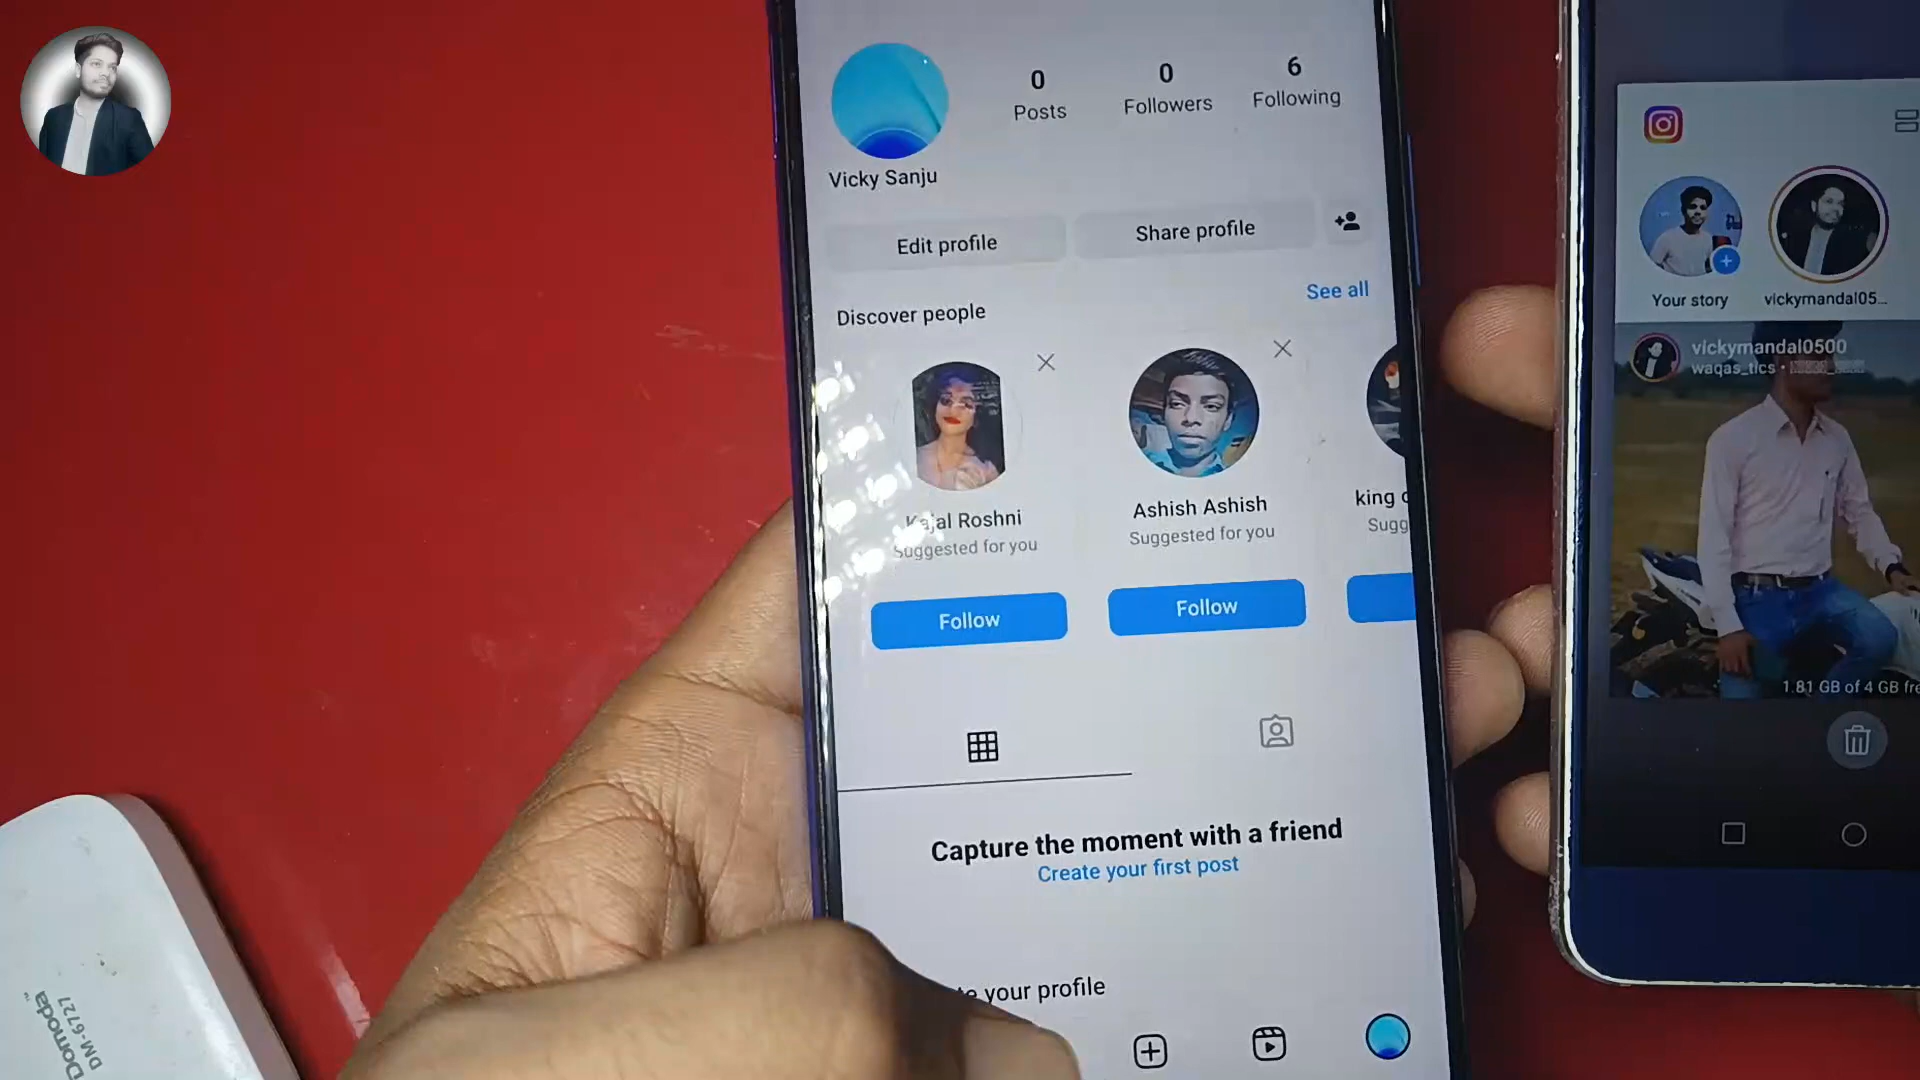 0
Posts
0
Followers
6
Following
Vicky Sanju
Edit profile
Share profile
Discover people
See all
Kajal Roshni
Suggested for you
Follow
Ashish Ashish
Suggested for you
Follow
king
Sugg
Capture the moment with a friend
Create your first post
your profile
Your story
vickymandal05...
vickymandal0500
waqas_tics •
1.81 GB of 4 GB fre
Domoda
DM-6727